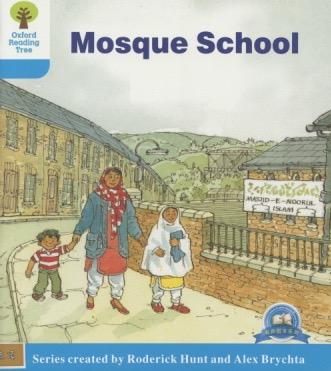 Oxford
Reading
Tree
Mosque School
MASJID-E-NOORUL
ISLAM
Series created by Roderick Hunt and Alex Brychta